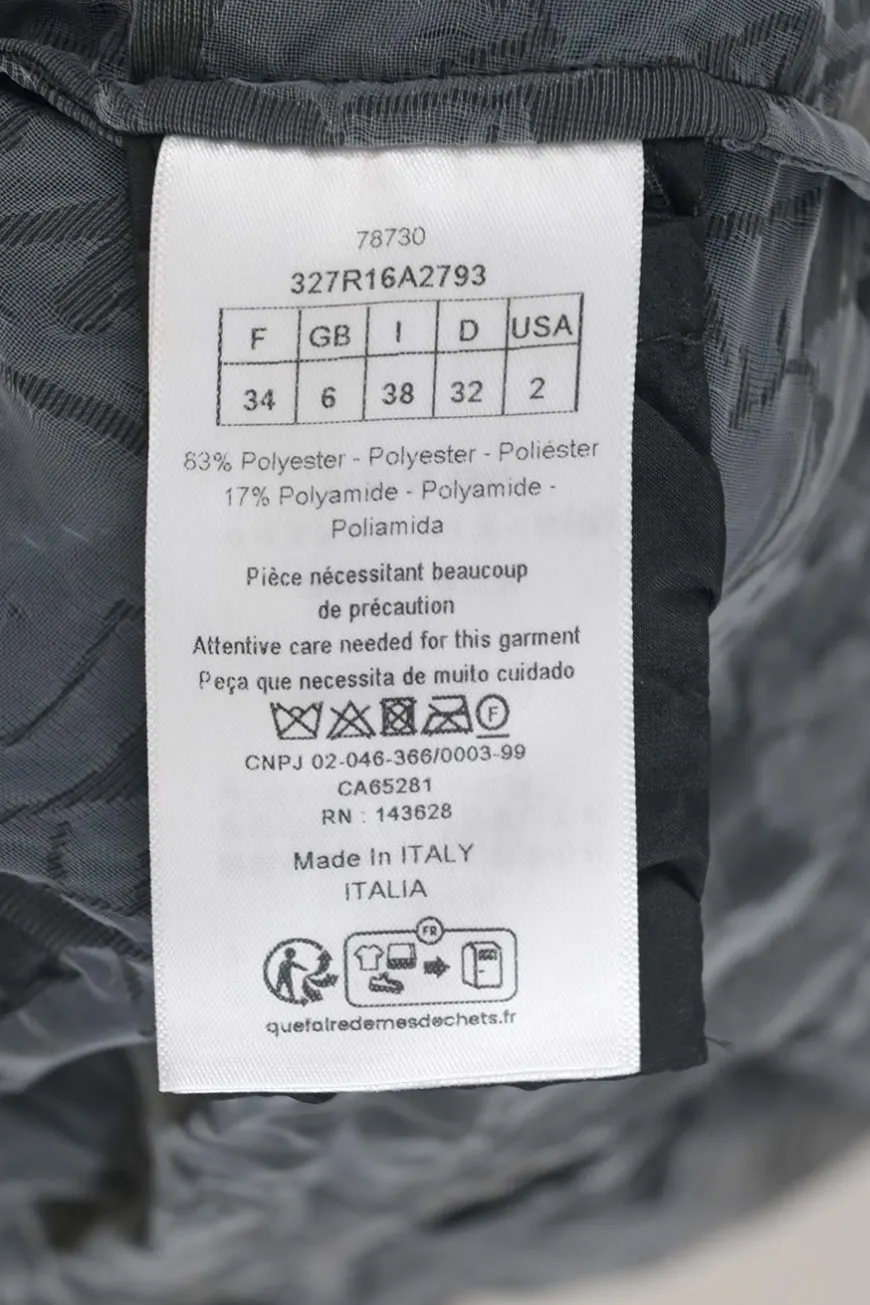 78730
327R16A2793
F GB I D USA
34 6 38 32 2
83% Polyester - Polyester - Poliéster
17% Polyamide - Polyamide -
Poliamida
Pièce nécessitant beaucoup
de précaution
Attentive care needed for this garment
Peça que necessita de muito cuidado
F
CNPJ 02-046-366/0003-99
CA65281
RN : 143628
Made In ITALY
ITALIA
FR
quefairedemesdechets.fr